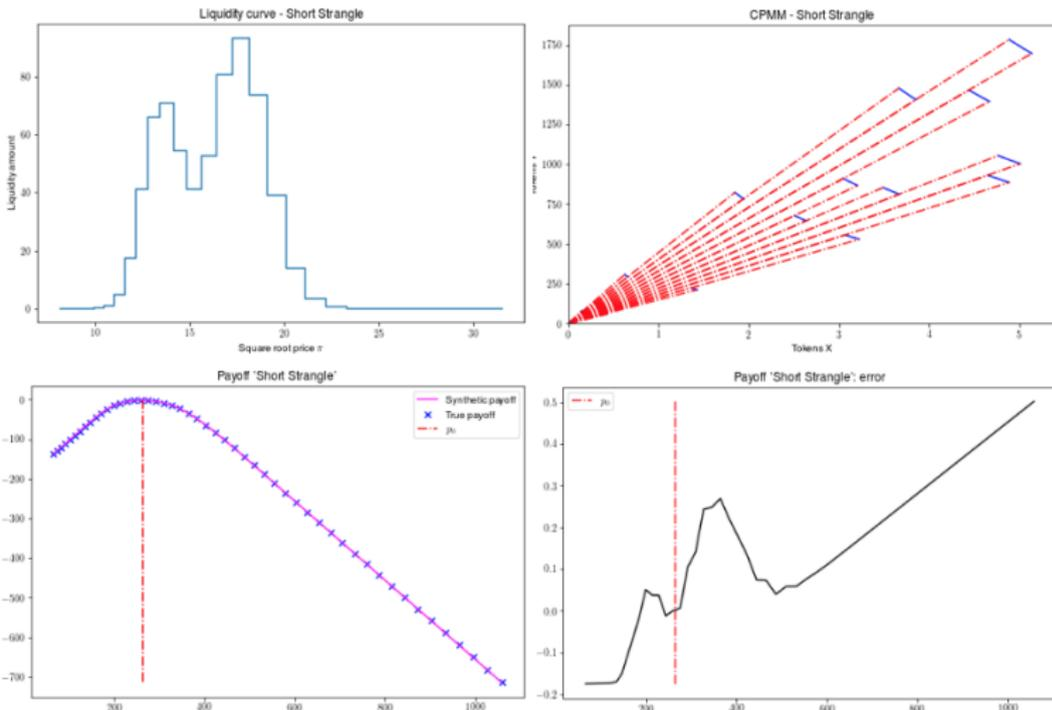 Liquidity curve - Short Strangle
Liquidity amount
80
60
40
20
0
10 15 20 25 30
Square root price π
CPMM - Short Strangle
1750
1500
1250
1000
750
500
250
0
0 1 2 3 4 5
Tokens X
Payoff 'Short Strangle'
0
−100
−200
−300
−400
−500
−600
−700
Synthetic payoff
True payoff
p₀
200 400 600 800 1000
Payoff 'Short Strangle': error
p₀
0.5
0.4
0.3
0.2
0.1
0.0
−0.1
−0.2
200 400 600 800 1000